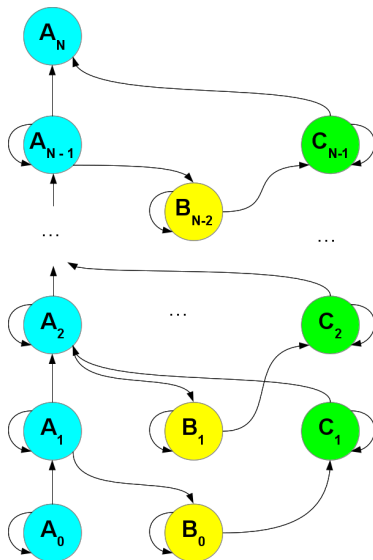 A_N
A_N-1
C_N-1
B_N-2
...
...
...
A_2
C_2
A_1
B_1
C_1
A_0
B_0